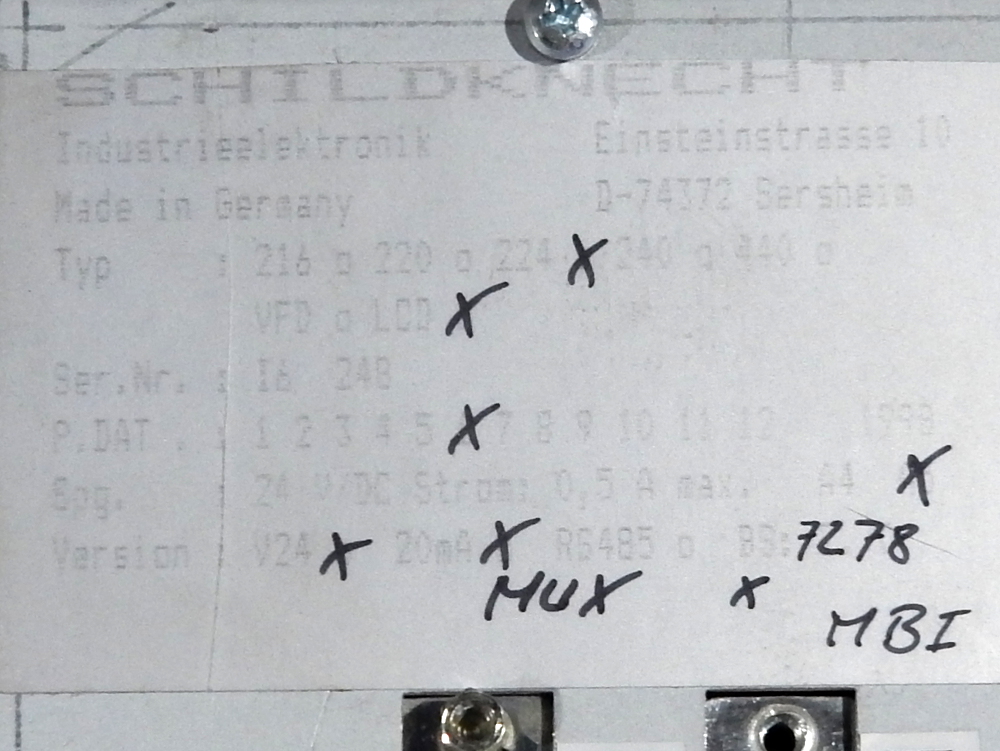 SCHILDKNECHT
Industrieelektronik Einsteinstrasse 10
Made in Germany D-74372 Sersheim
Typ : 216 o 220 o 224 X 240 o 440 o
VFD o LCD X
Ser.Nr. : I6 248
P.DAT . : 1 2 3 4 5 X 7 8 9 10 11 12 1998
Spg. : 24 V/DC Strom: 0,5 A max. A4 X
Version : V24 X 20mA X RS485 o BS: 7278
MUX x MBI